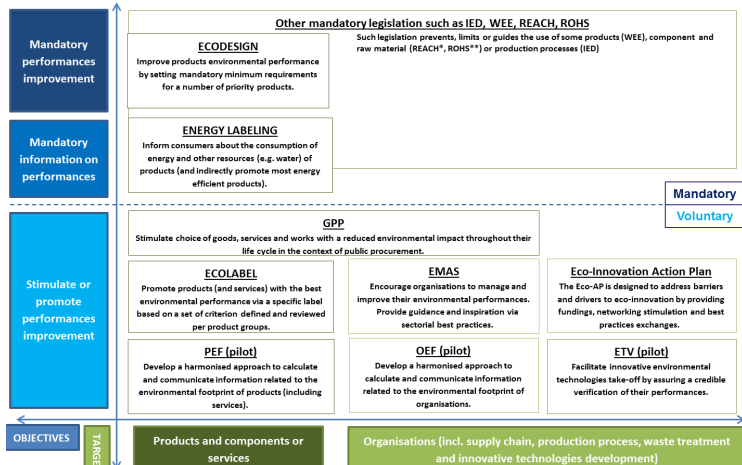 Other mandatory legislation such as IED, WEE, REACH, ROHS
Such legislation prevents, limits or guides the use of some products (WEE), component and
raw material (REACH*, ROHS**) or production processes (IED)
Mandatory
performances
improvement
ECODESIGN
Improve products environmental performance
by setting mandatory minimum requirements
for a number of priority products.
Mandatory
information on
performances
ENERGY LABELING
Inform consumers about the consumption of
energy and other resources (e.g. water) of
products (and indirectly promote most energy
efficient products).
Mandatory
Voluntary
Stimulate or
promote
performances
improvement
GPP
Stimulate choice of goods, services and works with a reduced environmental impact throughout their
life cycle in the context of public procurement.
ECOLABEL
Promote products (and services) with the best
environmental performance via a specific label
based on a set of criterion defined and reviewed
per product groups.
EMAS
Encourage organisations to manage and
improve their environmental performances.
Provide guidance and inspiration via
sectorial best practices.
Eco-Innovation Action Plan
The Eco-AP is designed to address barriers
and drivers to eco-innovation by providing
fundings, networking stimulation and best
practices exchanges.
PEF (pilot)
Develop a harmonised approach to calculate
and communicate information related to the
environmental footprint of products (including
services).
OEF (pilot)
Develop a harmonised approach to
calculate and communicate information
related to the environmental footprint of
organisations.
ETV (pilot)
Facilitate innovative environmental
technologies take-off by assuring a credible
verification of their performances.
OBJECTIVES
TARGE
Products and components or
services
Organisations (incl. supply chain, production process, waste treatment
and innovative technologies development)